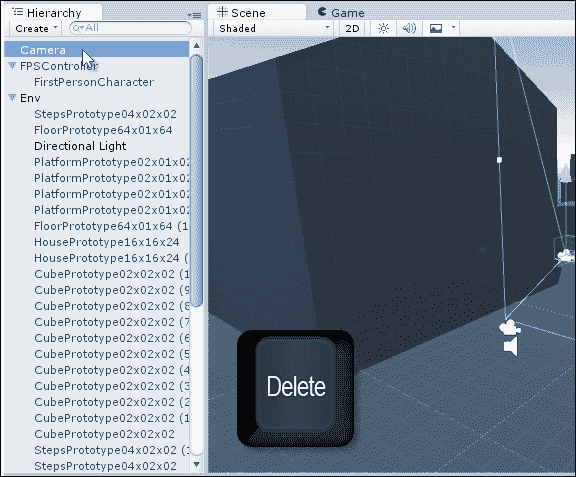 Hierarchy
Create
All
Camera
FPSController
FirstPersonCharacter
Env
StepsPrototype04x02x02
FloorPrototype64x01x64
Directional Light
PlatformPrototype02x01x02
PlatformPrototype02x01x02
PlatformPrototype02x01x02
PlatformPrototype02x01x02
FloorPrototype64x01x64 (1
HousePrototype16x16x24
HousePrototype16x16x24 (
CubePrototype02x02x02 (1
CubePrototype02x02x02 (9
CubePrototype02x02x02 (8
CubePrototype02x02x02 (7
CubePrototype02x02x02 (6
CubePrototype02x02x02 (5
CubePrototype02x02x02 (4
CubePrototype02x02x02 (3
CubePrototype02x02x02 (2
CubePrototype02x02x02 (1
CubePrototype02x02x02
StepsPrototype04x02x02 (1
StepsPrototype04x02x02
Scene
Game
Shaded
2D
Delete